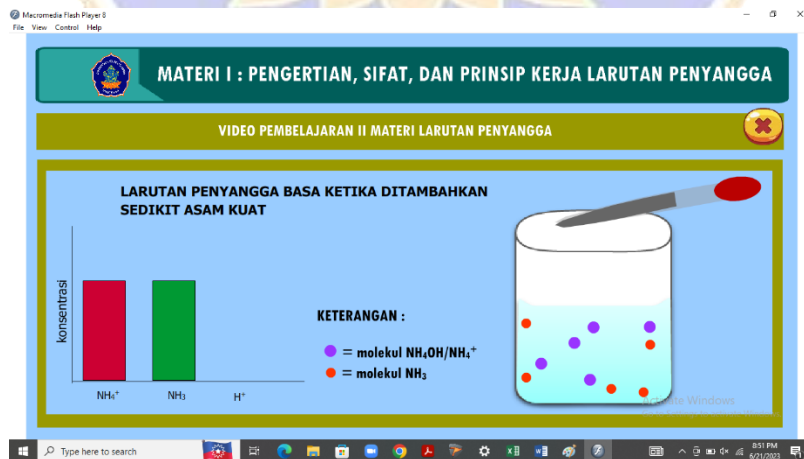 Macromedia Flash Player 8
File View Control Help
MATERI I : PENGERTIAN, SIFAT, DAN PRINSIP KERJA LARUTAN PENYANGGA
VIDEO PEMBELAJARAN II MATERI LARUTAN PENYANGGA
LARUTAN PENYANGGA BASA KETIKA DITAMBAHKAN
SEDIKIT ASAM KUAT
konsentrasi
NH₄⁺ NH₃ H⁺
KETERANGAN :
= molekul NH₄OH/NH₄⁺
= molekul NH₃
Type here to search
8:51 PM
6/21/2023